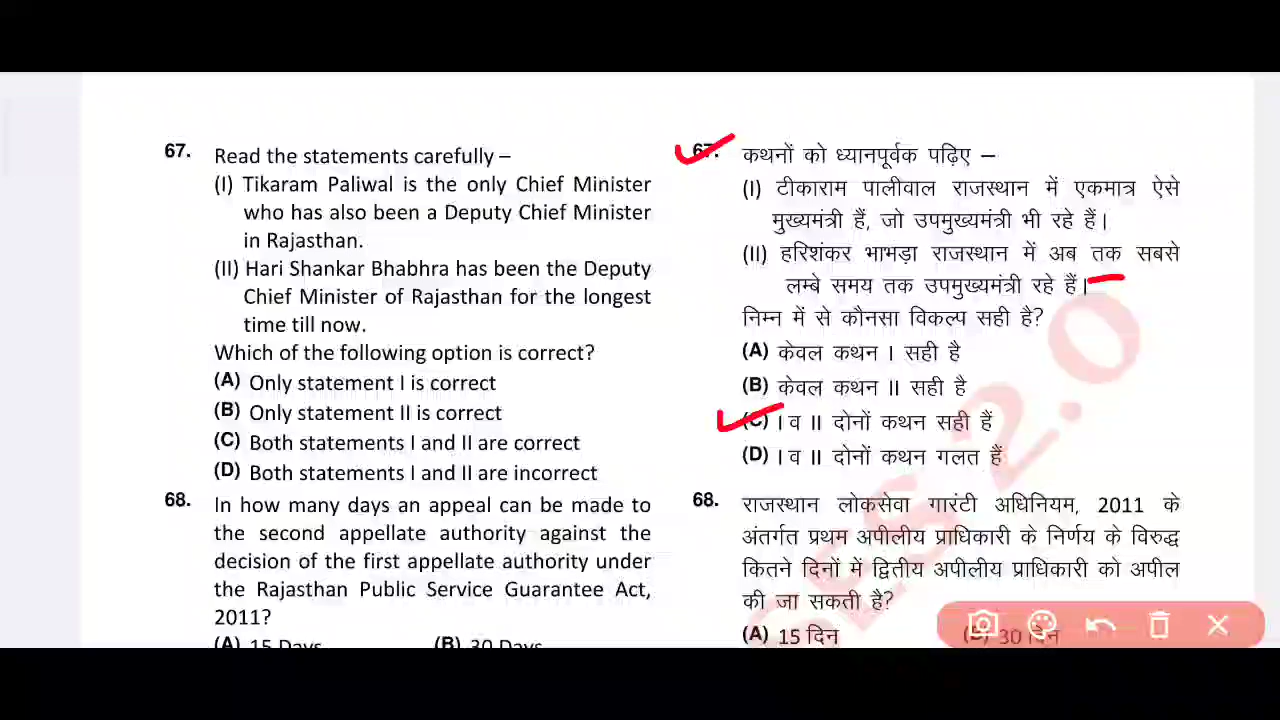 67. Read the statements carefully –
(I) Tikaram Paliwal is the only Chief Minister
who has also been a Deputy Chief Minister
in Rajasthan.
(II) Hari Shankar Bhabhra has been the Deputy
Chief Minister of Rajasthan for the longest
time till now.
Which of the following option is correct?
(A) Only statement I is correct
(B) Only statement II is correct
(C) Both statements I and II are correct
(D) Both statements I and II are incorrect
68. In how many days an appeal can be made to
the second appellate authority against the
decision of the first appellate authority under
the Rajasthan Public Service Guarantee Act,
2011?
(A) 15 Days (B) 30 Days
67. कथनों को ध्यानपूर्वक पढ़िए –
(I) टीकाराम पालीवाल राजस्थान में एकमात्र ऐसे
मुख्यमंत्री हैं, जो उपमुख्यमंत्री भी रहे हैं।
(II) हरिशंकर भाभड़ा राजस्थान में अब तक सबसे
लम्बे समय तक उपमुख्यमंत्री रहे हैं।
निम्न में से कौनसा विकल्प सही है?
(A) केवल कथन I सही है
(B) केवल कथन II सही है
(C) I व II दोनों कथन सही हैं
(D) I व II दोनों कथन गलत हैं
68. राजस्थान लोकसेवा गारंटी अधिनियम, 2011 के
अंतर्गत प्रथम अपीलीय प्राधिकारी के निर्णय के विरुद्ध
कितने दिनों में द्वितीय अपीलीय प्राधिकारी को अपील
की जा सकती है?
(A) 15 दिन (B) 30 दिन
2.0